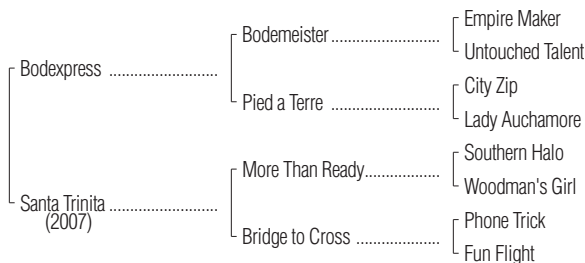 Empire Maker
Bodemeister
Untouched Talent
Bodexpress
City Zip
Pied a Terre
Lady Auchamore
Southern Halo
More Than Ready
Woodman's Girl
Santa Trinita
(2007)
Phone Trick
Bridge to Cross
Fun Flight